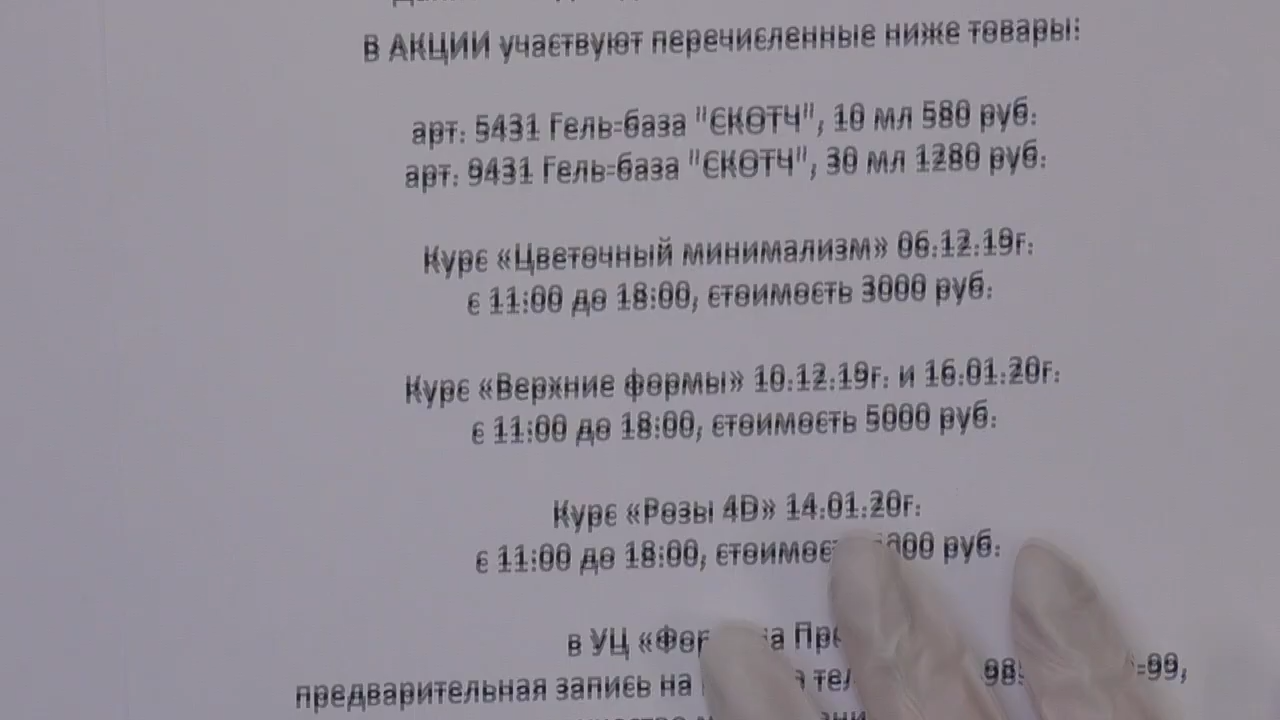 В АКЦИИ участвуют перечисленные ниже товары:
арт. 5431 Гель-база "СКОТЧ", 10 мл 580 руб.
арт. 9431 Гель-база "СКОТЧ", 30 мл 1280 руб.
Курс «Цветочный минимализм» 06.12.19г.
с 11:00 до 18:00, стоимость 3000 руб.
Курс «Верхние формы» 10.12.19г. и 16.01.20г.
с 11:00 до 18:00, стоимость 5000 руб.
Курс «Розы 4D» 14.01.20г.
с 11:00 до 18:00, руб.
в УЦ
предварительная запись на